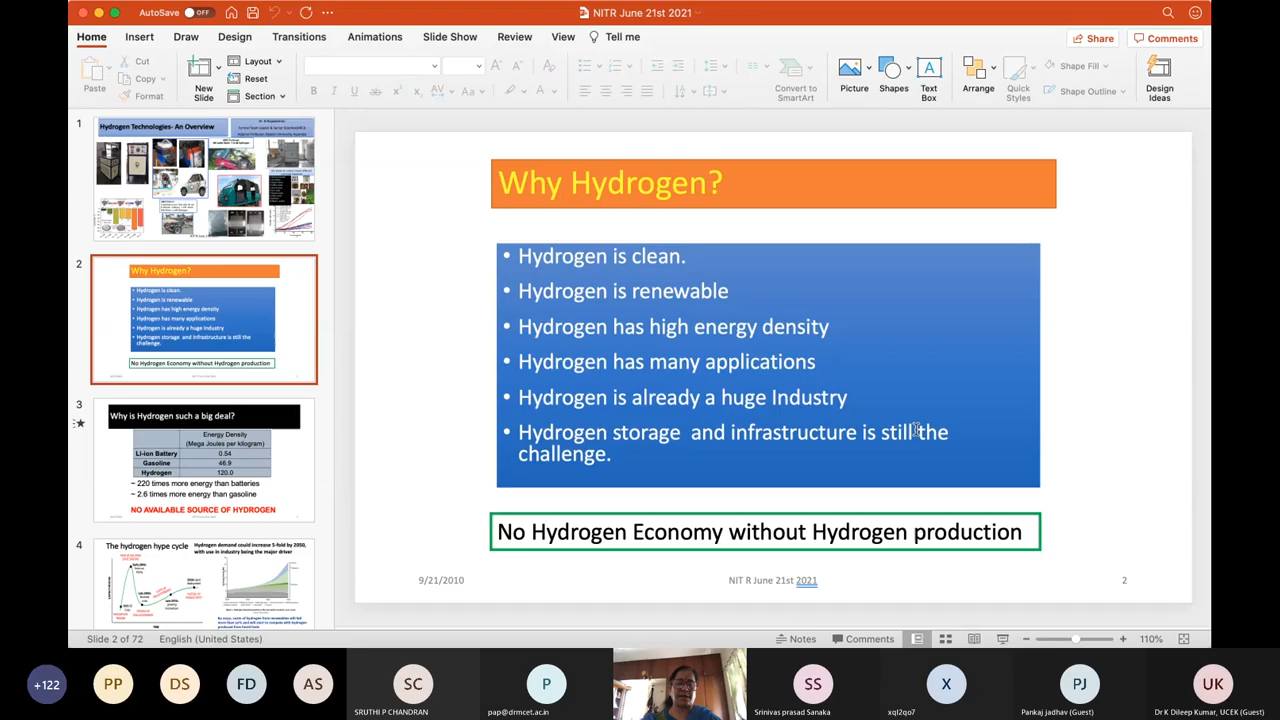 AutoSave OFF
NITR June 21st 2021
Home Insert Draw Design Transitions Animations Slide Show Review View Tell me
Share Comments
Paste
Cut
Copy
Format
New Slide
Layout
Reset
Section
Convert to SmartArt
Picture
Shapes
Text Box
Arrange
Quick Styles
Shape Fill
Shape Outline
Design Ideas
1
Hydrogen Technologies- An Overview
2
Why Hydrogen?
Hydrogen is clean.
Hydrogen is renewable
Hydrogen has high energy density
Hydrogen has many applications
Hydrogen is already a huge Industry
Hydrogen storage and infrastructure is still the
challenge.
No Hydrogen Economy without Hydrogen production
3
Why is Hydrogen such a big deal?
Energy Density
(Mega Joules per kilogram)
Li-ion Battery 0.54
Gasoline 46.9
Hydrogen 120.0
~ 220 times more energy than batteries
~ 2.6 times more energy than gasoline
NO AVAILABLE SOURCE OF HYDROGEN
4
The hydrogen hype cycle
Hydrogen demand could increase 5-fold by 2050,
with use in industry being the major driver
Why Hydrogen?
• Hydrogen is clean.
• Hydrogen is renewable
• Hydrogen has high energy density
• Hydrogen has many applications
• Hydrogen is already a huge Industry
• Hydrogen storage and infrastructure is still the
challenge.
No Hydrogen Economy without Hydrogen production
9/21/2010 NIT R June 21st 2021 2
Slide 2 of 72 English (United States)
Notes Comments 110%
+122 PP DS FD AS SC P SS X PJ UK
SRUTHI P CHANDRAN pap@drmcet.ac.in Srinivas prasad Sanaka xql2qo7 Pankaj jadhav (Guest) Dr K Dileep Kumar, UCEK (Guest)